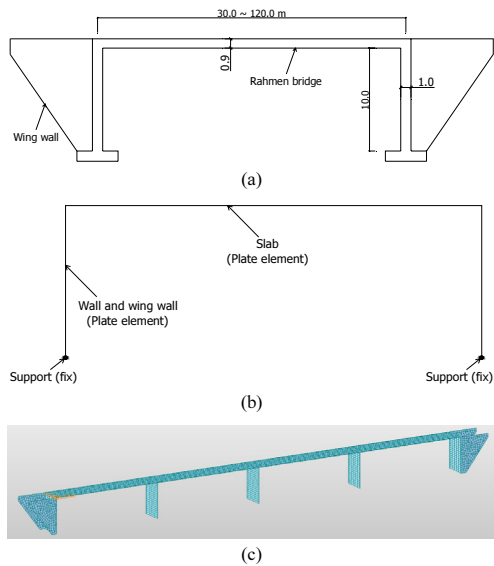 30.0 ~ 120.0 m
0.9
Rahmen bridge
10.0
1.0
Wing wall
(a)
Slab
(Plate element)
Wall and wing wall
(Plate element)
Support (fix)
Support (fix)
(b)
(c)